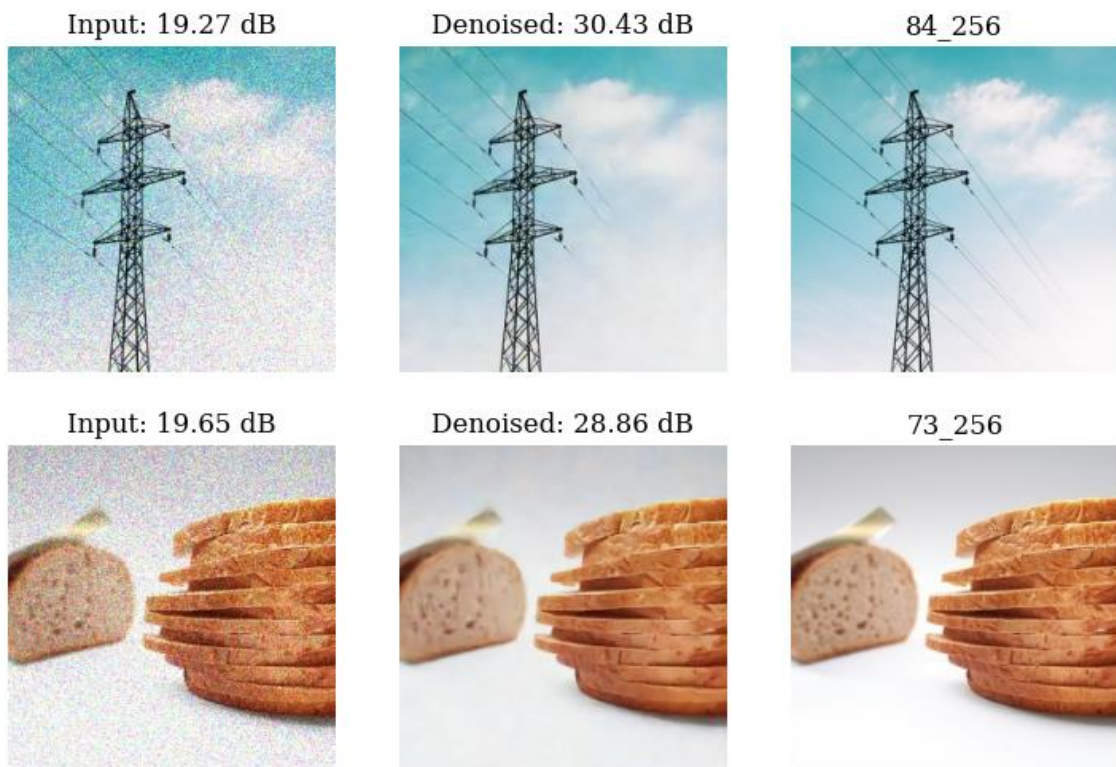 Input: 19.27 dB
Denoised: 30.43 dB
84_256
Input: 19.65 dB
Denoised: 28.86 dB
73_256